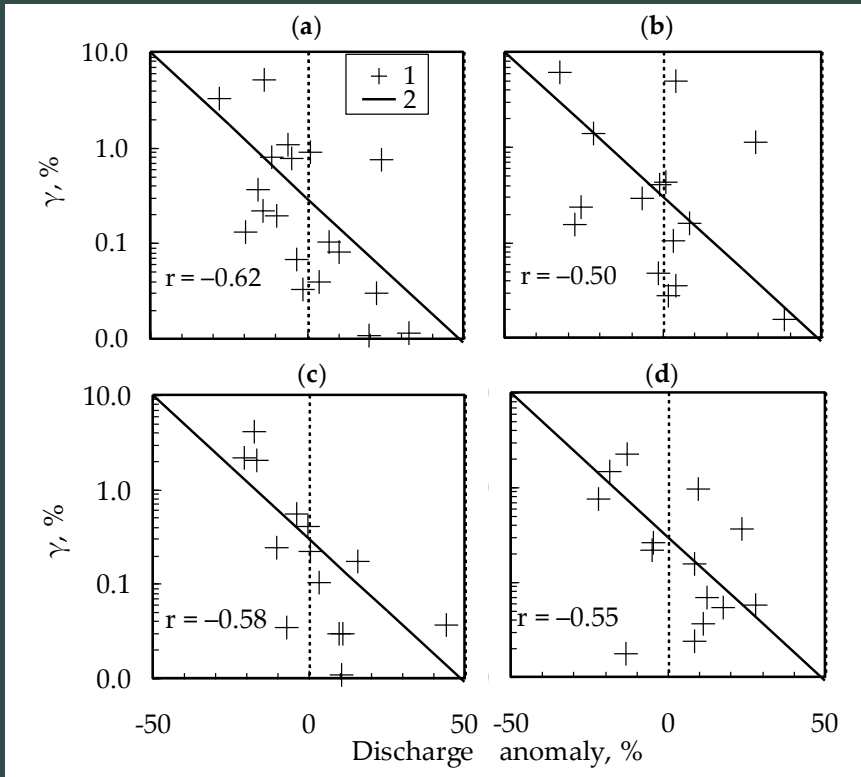 (a)
(b)
10.0
1.0
0.1
0.0
γ, %
1
2
r = –0.62
r = –0.50
(c)
(d)
10.0
1.0
0.1
0.0
γ, %
r = –0.58
r = –0.55
-50
0
50
-50
0
50
Discharge anomaly, %